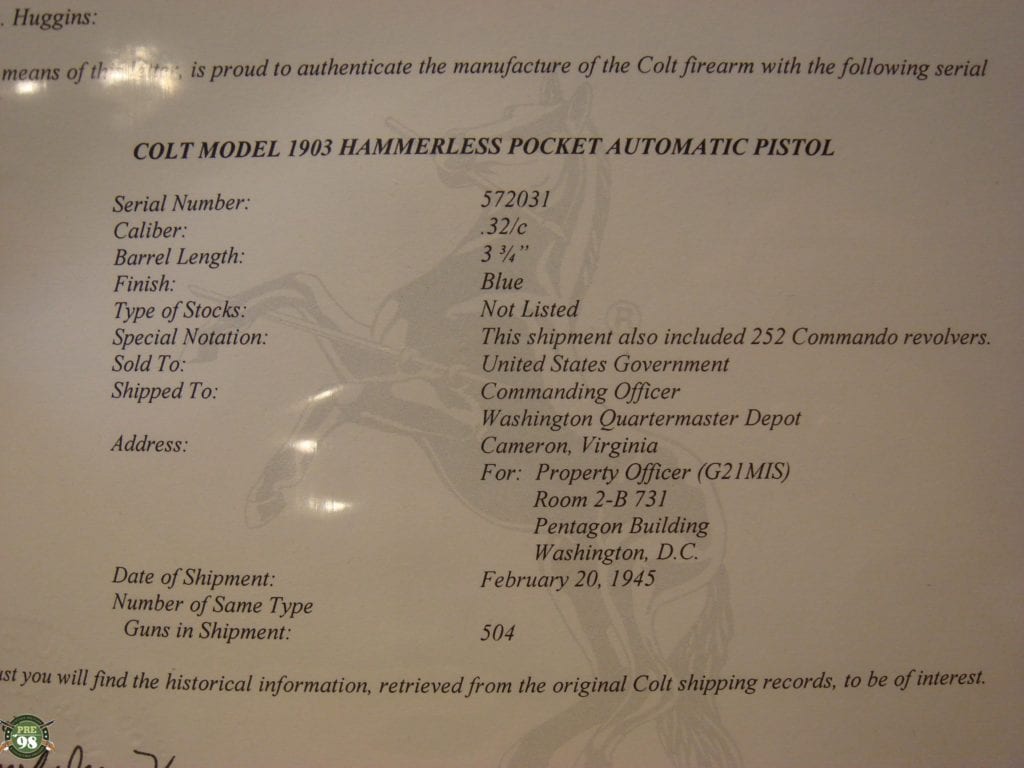 . Huggins:
means of this letter, is proud to authenticate the manufacture of the Colt firearm with the following serial
COLT MODEL 1903 HAMMERLESS POCKET AUTOMATIC PISTOL
Serial Number: 572031
Caliber: .32/c
Barrel Length: 3 ¾”
Finish: Blue
Type of Stocks: Not Listed
Special Notation: This shipment also included 252 Commando revolvers.
Sold To: United States Government
Shipped To: Commanding Officer
Washington Quartermaster Depot
Address: Cameron, Virginia
For: Property Officer (G21MIS)
Room 2-B 731
Pentagon Building
Washington, D.C.
Date of Shipment: February 20, 1945
Number of Same Type
Guns in Shipment: 504
ust you will find the historical information, retrieved from the original Colt shipping records, to be of interest.
®
PRE
98